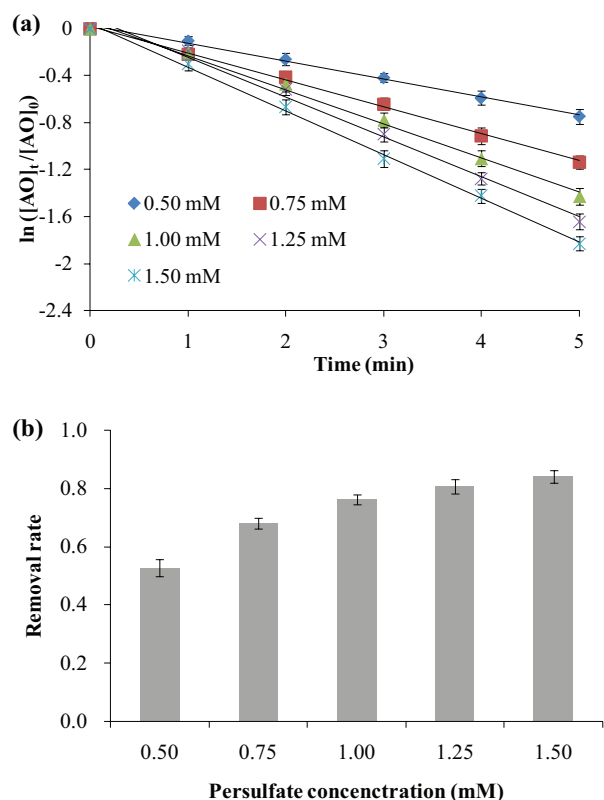 (a)
0
-0.4
-0.8
-1.2
-1.6
-2
-2.4
ln ([AO]t/[AO]0)
0.50 mM 0.75 mM
1.00 mM 1.25 mM
1.50 mM
0 1 2 3 4 5
Time (min)
(b)
1.0
0.8
0.6
0.4
0.2
0.0
Removal rate
0.50 0.75 1.00 1.25 1.50
Persulfate concenctration (mM)